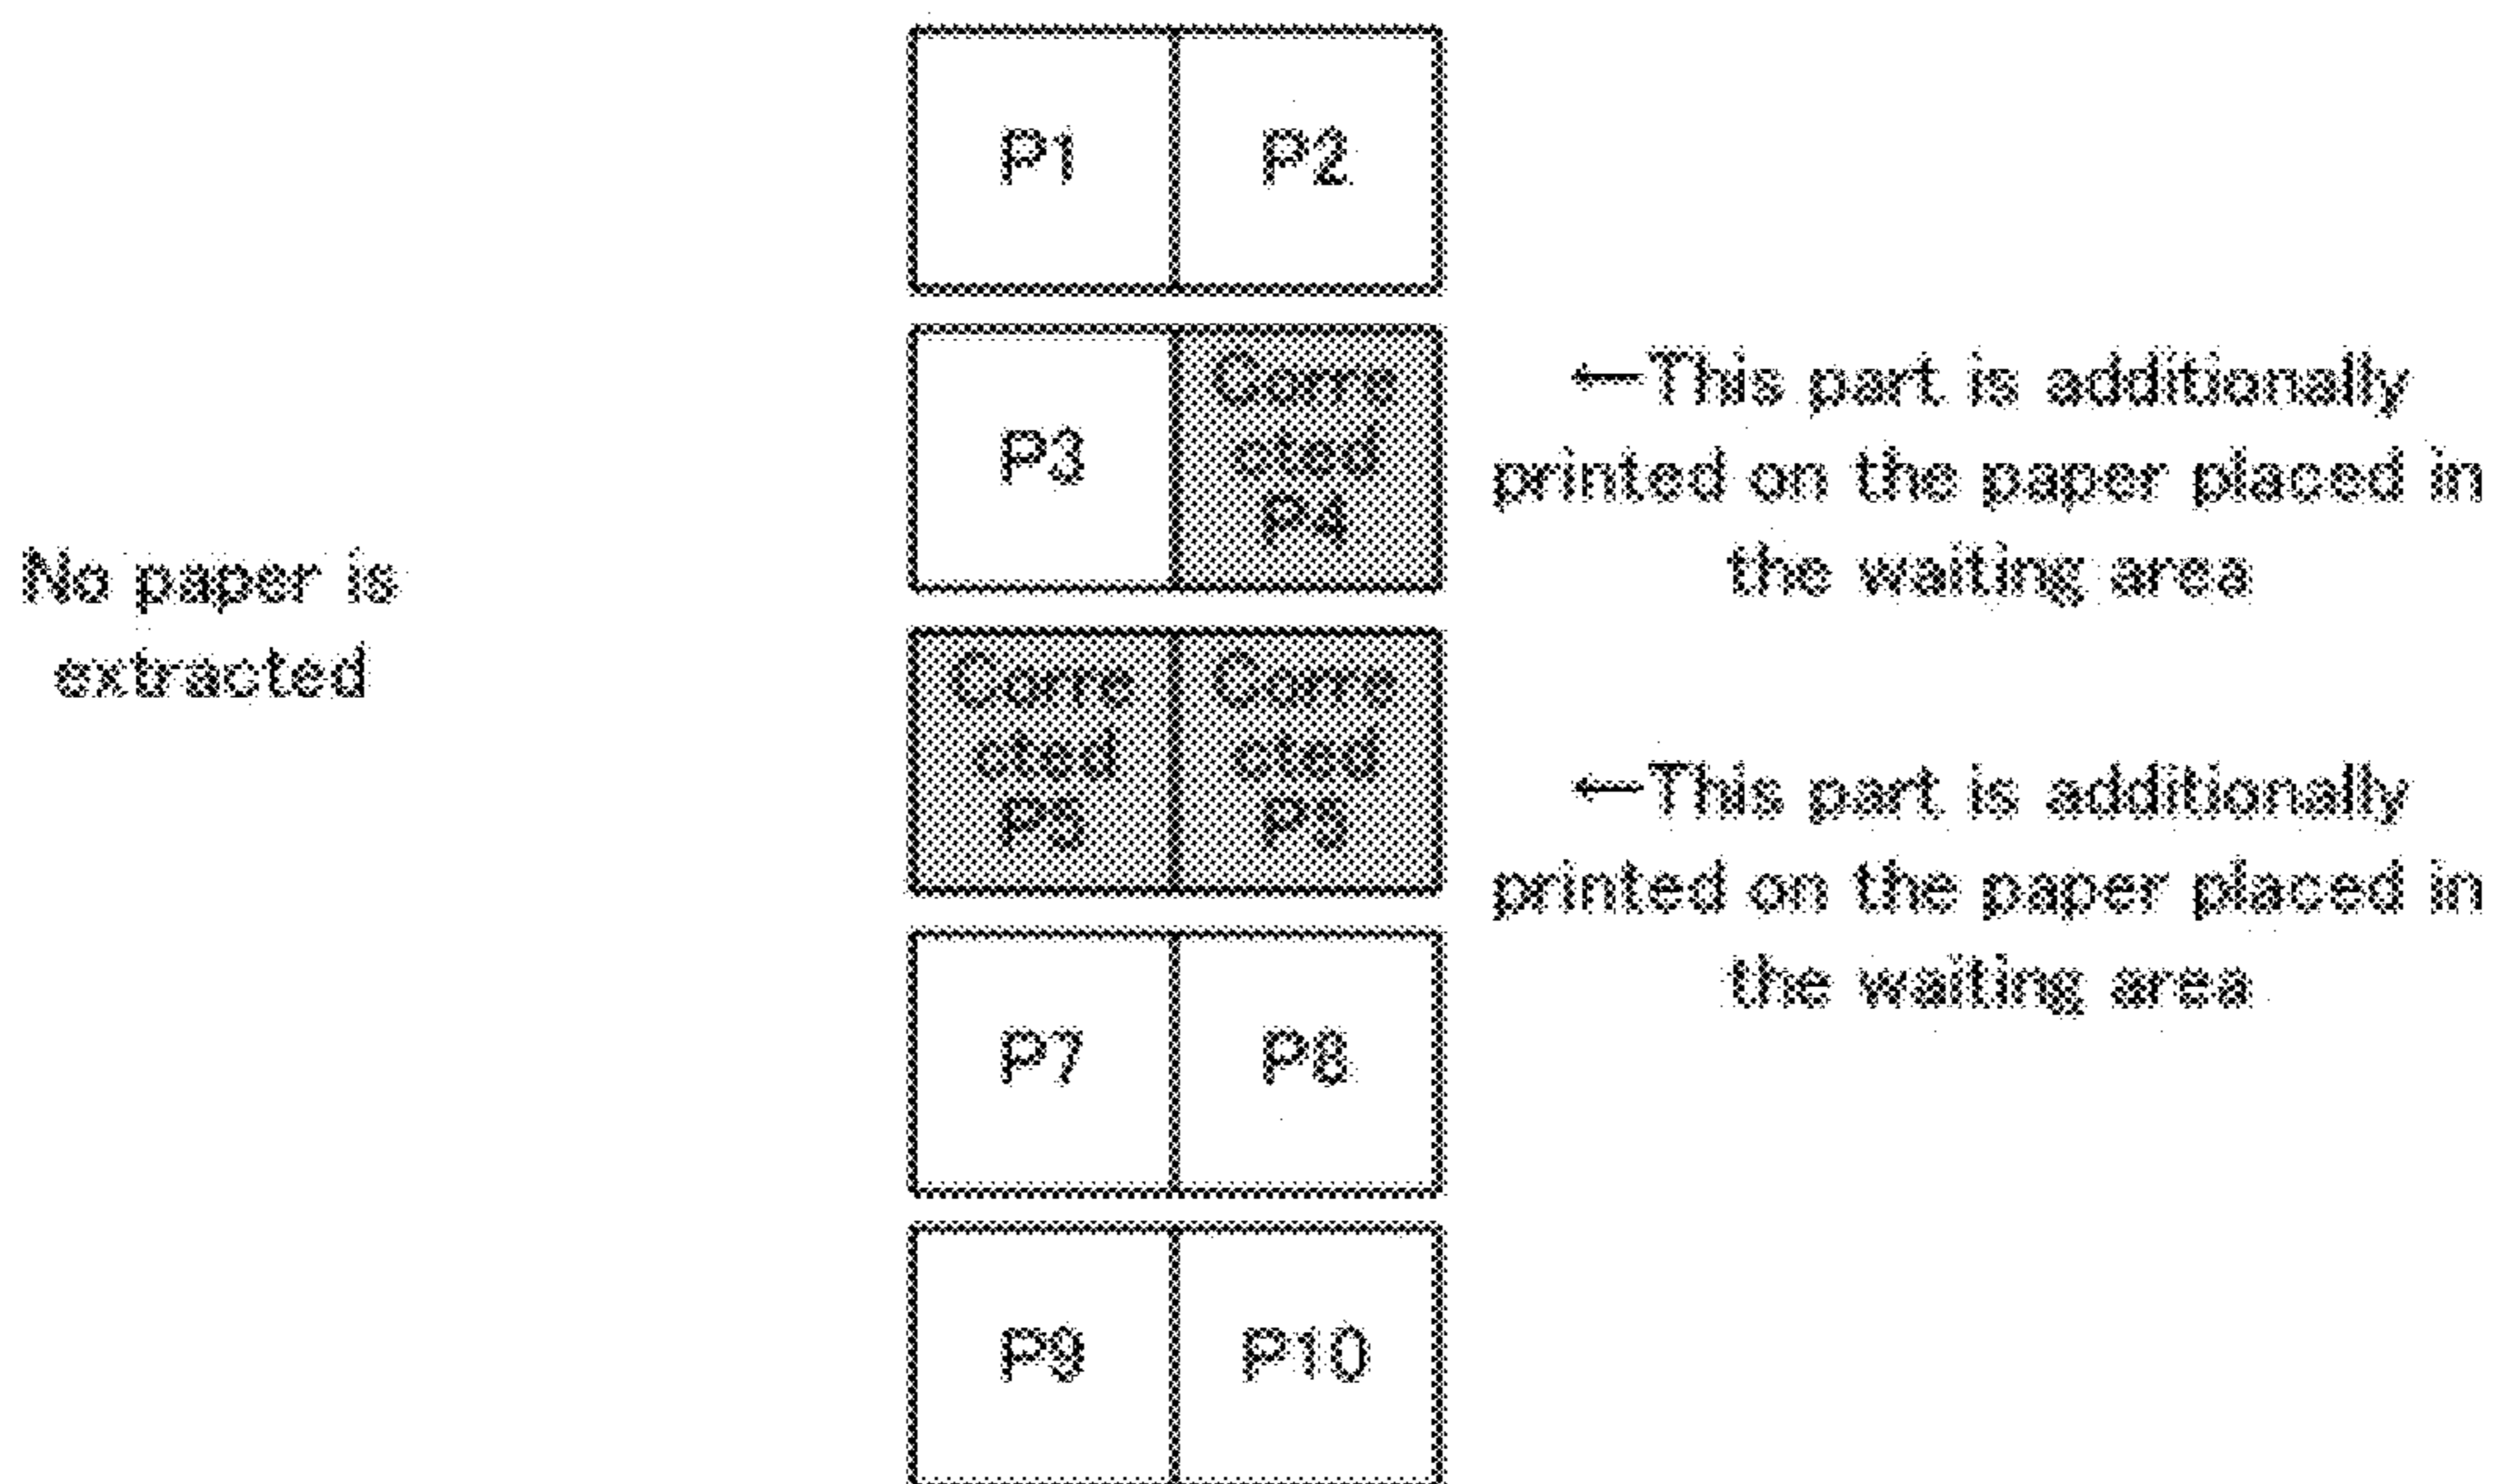 P1
P2
P3
Corre
cted
P4
←This part is additionally
printed on the paper placed in
the waiting area
No paper is
extracted
Corre
cted
P5
Corre
cted
←This part is additionally
printed on the paper placed in
the waiting area
P7
P8
P9
P10